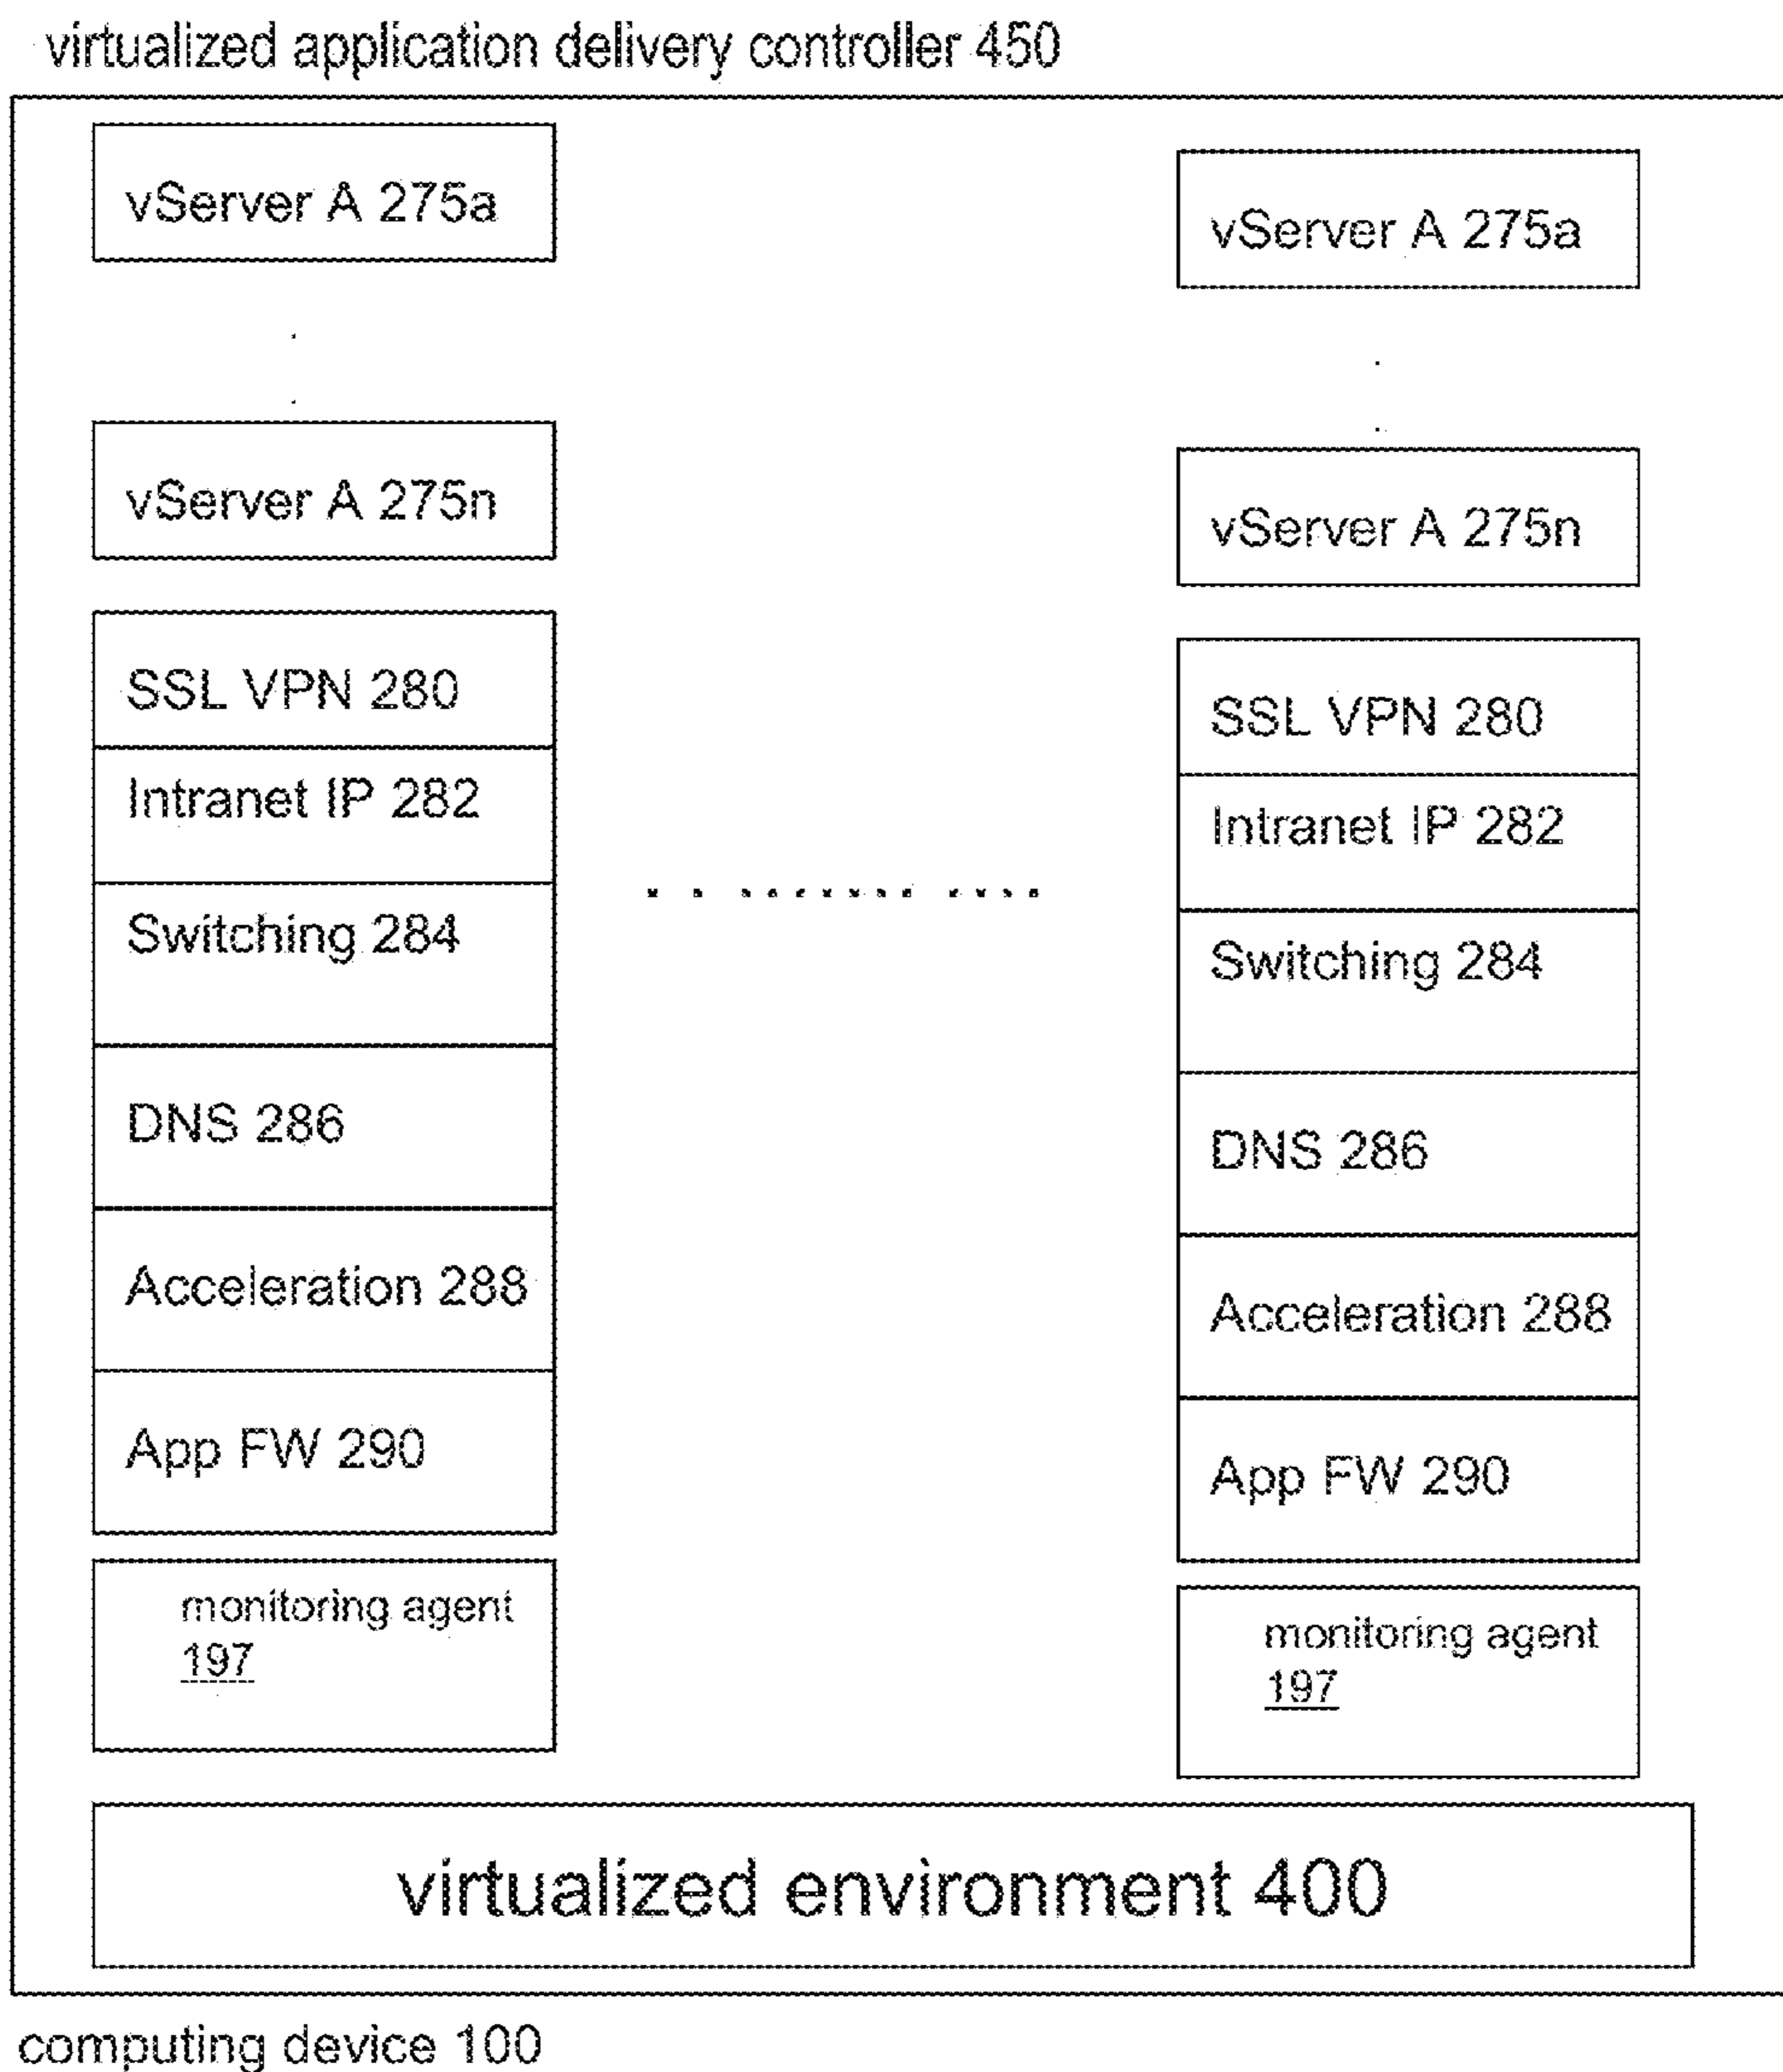 virtualized application delivery controller 450
vServer A 275a
vServer A 275n
SSL VPN 280
Intranet IP 282
Switching 284
DNS 286
Acceleration 288
App FW 290
monitoring agent
197
vServer A 275a
vServer A 275n
SSL VPN 280
Intranet IP 282
Switching 284
DNS 286
Acceleration 288
App FW 290
monitoring agent
197
virtualized environment 400
computing device 100